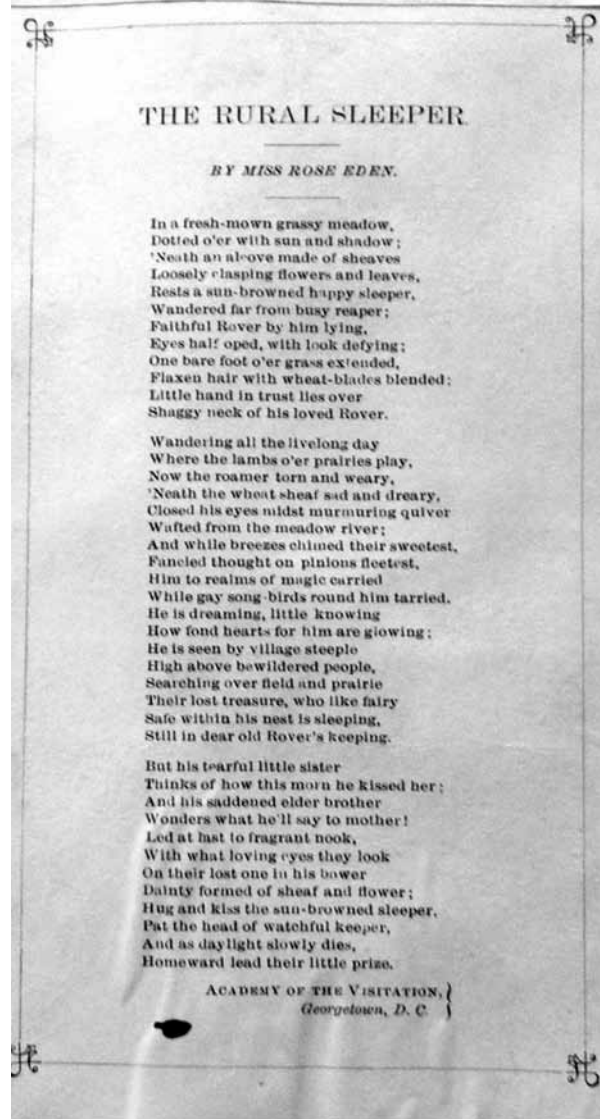 THE RURAL SLEEPER.
BY MISS ROSE EDEN.
In a fresh-mown grassy meadow,
Dotted o'er with sun and shadow;
'Neath an alcove made of sheaves
Loosely clasping flowers and leaves,
Rests a sun-browned happy sleeper,
Wandered far from busy reaper;
Faithful Rover by him lying,
Eyes half oped, with look defying;
One bare foot o'er grass extended,
Flaxen hair with wheat-blades blended;
Little hand in trust lies over
Shaggy neck of his loved Rover.
Wandering all the livelong day
Where the lambs o'er prairies play,
Now the roamer torn and weary,
'Neath the wheat sheaf sad and dreary,
Closed his eyes midst murmuring quiver
Wafted from the meadow river;
And while breezes chimed their sweetest,
Fancied thought on pinions fleetest,
Him to realms of magic carried
While gay song-birds round him tarried.
He is dreaming, little knowing
How fond hearts for him are glowing;
He is seen by village steeple
High above bewildered people,
Searching over field and prairie
Their lost treasure, who like fairy
Safe within his nest is sleeping,
Still in dear old Rover's keeping.
But his tearful little sister
Thinks of how this morn he kissed her;
And his saddened elder brother
Wonders what he'll say to mother!
Led at last to fragrant nook,
With what loving eyes they look
On their lost one in his bower
Dainty formed of sheaf and flower;
Hug and kiss the sun-browned sleeper,
Pat the head of watchful keeper,
And as daylight slowly dies,
Homeward lead their little prize.
ACADEMY OF THE VISITATION,
Georgetown, D. C.